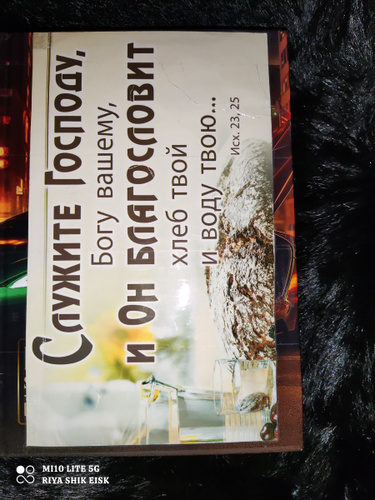 Служите Господу,
Богу вашему,
и Он благословит
хлеб твой
и воду твою...
Исх. 23, 25
MI10 LITE 5G
RIYA SHIK EISK